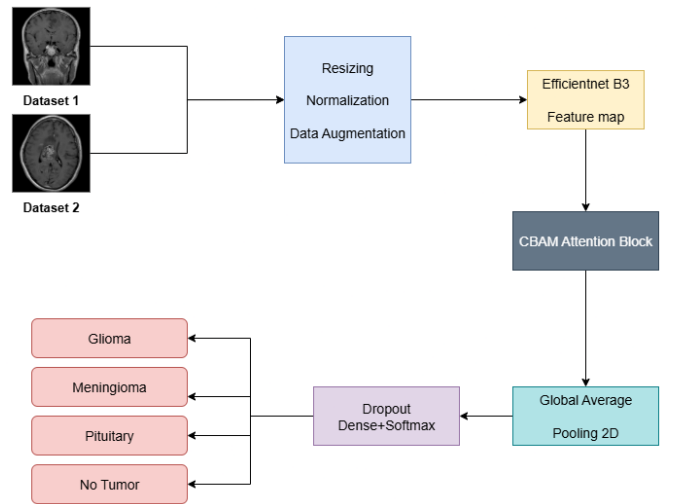 Dataset 1
Dataset 2
Resizing
Normalization
Data Augmentation
Efficientnet B3
Feature map
CBAM Attention Block
Global Average
Pooling 2D
Dropout
Dense+Softmax
Glioma
Meningioma
Pituitary
No Tumor